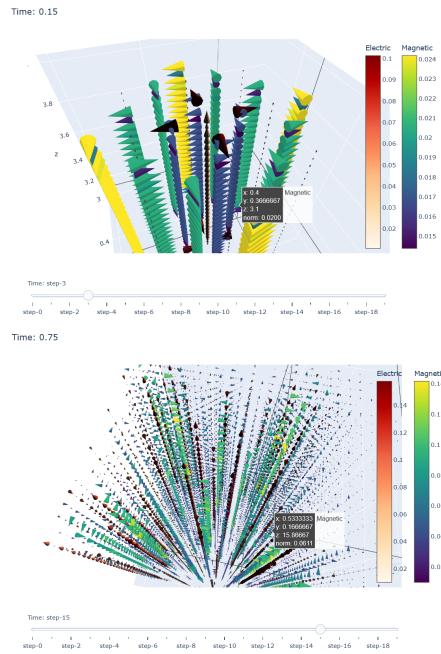 Time: 0.15
Electric Magnetic
0.1
0.09
0.08
0.07
0.06
0.05
0.04
0.03
0.02
0.024
0.023
0.022
0.021
0.02
0.019
0.018
0.017
0.016
0.015
3.8
3.6
z
3.4
3.2
3
0.4
x: 0.4
y: 0.3666667
z: 3.1
norm: 0.0200
Magnetic
Time: step-3
step-0 step-2 step-4 step-6 step-8 step-10 step-12 step-14 step-16 step-18
Time: 0.75
Electric Magnetic
0.14
0.12
0.1
0.08
0.06
0.04
0.02
x: 0.5333333
y: 0.1666667
z: 15.66667
norm: 0.0611
Magnetic
Time: step-15
step-0 step-2 step-4 step-6 step-8 step-10 step-12 step-14 step-16 step-18